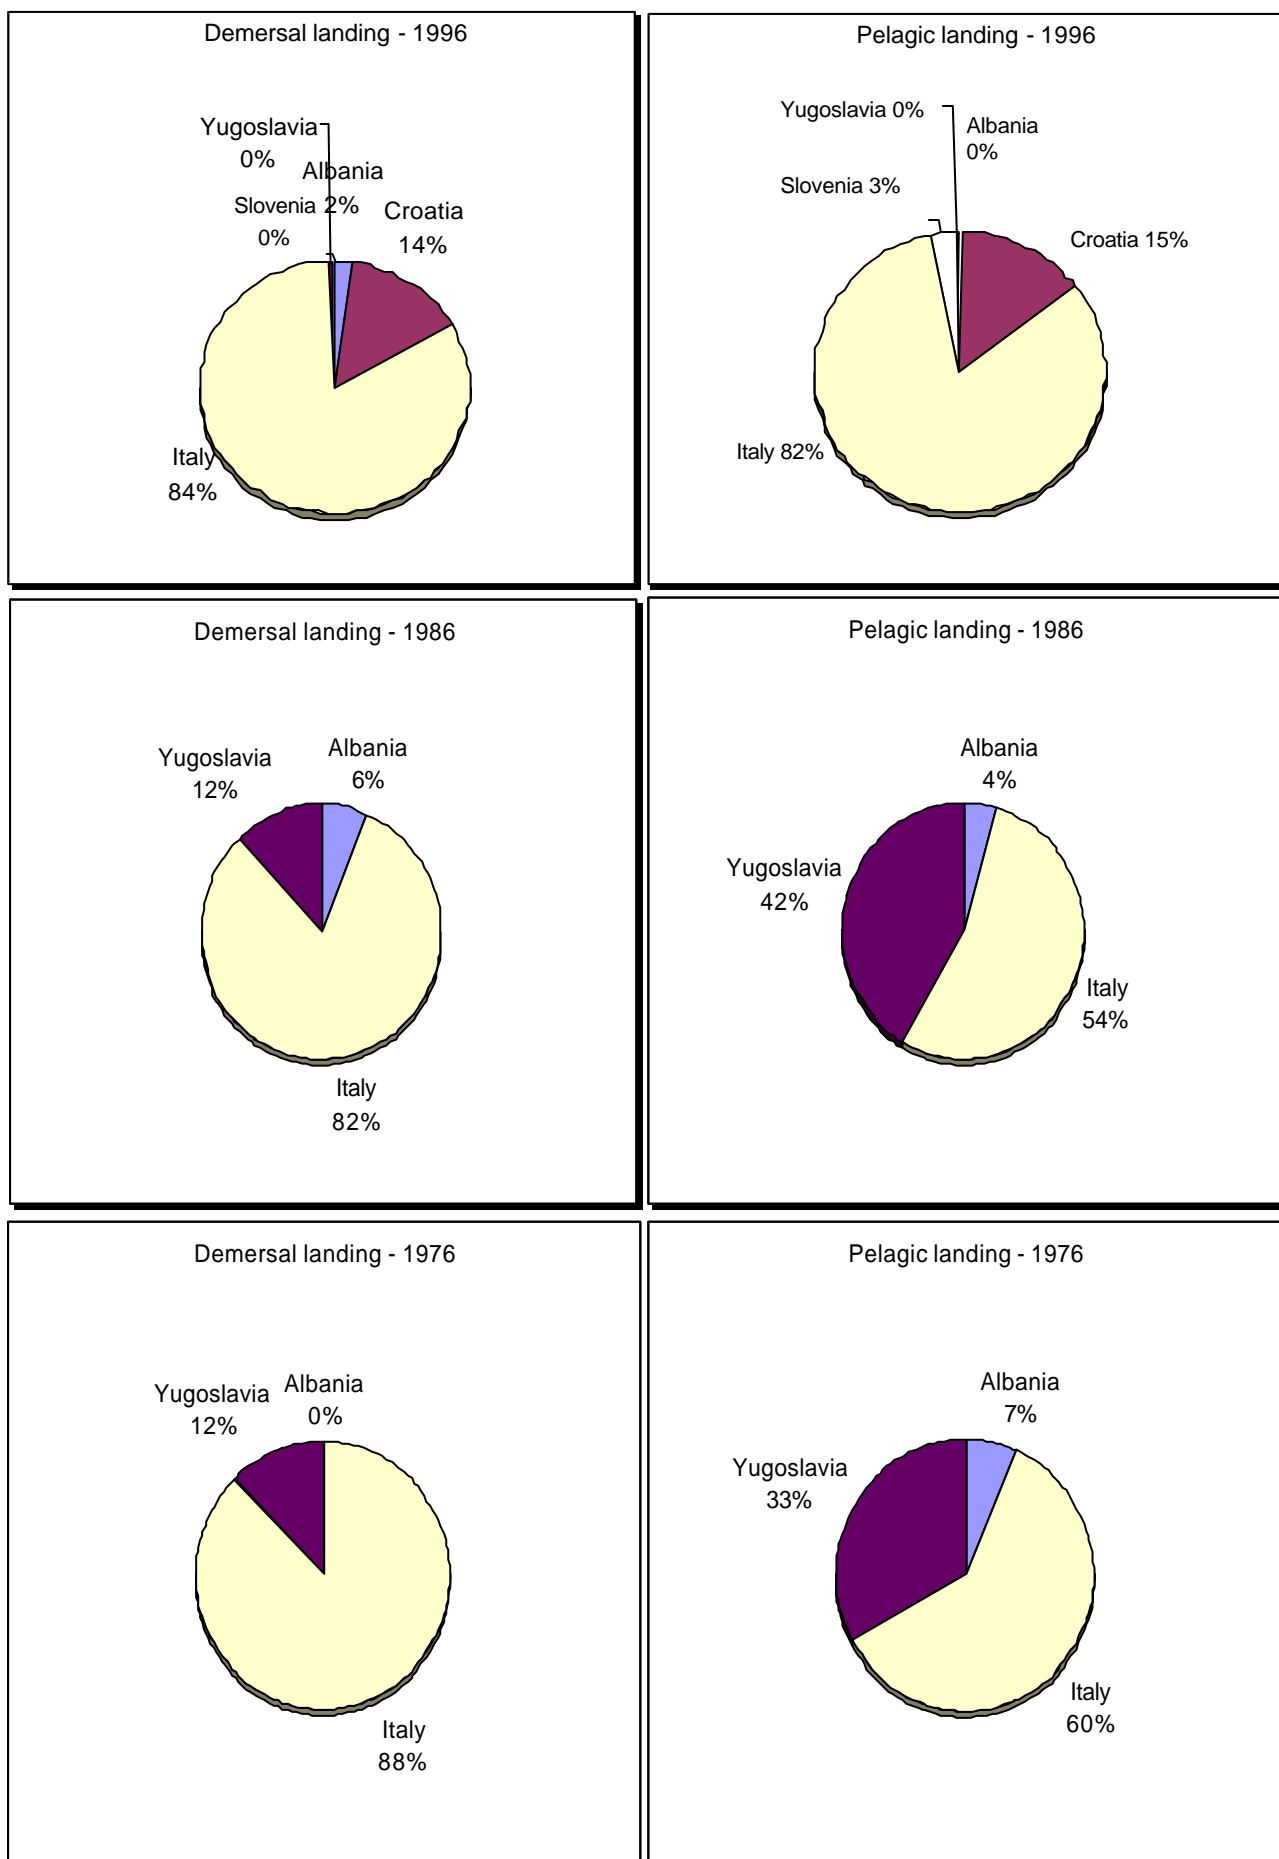 Demersal landing - 1996
Yugoslavia
0%
Albania
2%
Slovenia
0%
Croatia
14%
Italy
84%
Pelagic landing - 1996
Yugoslavia 0%
Albania
0%
Slovenia 3%
Croatia 15%
Italy 82%
Demersal landing - 1986
Yugoslavia
12%
Albania
6%
Italy
82%
Pelagic landing - 1986
Albania
4%
Yugoslavia
42%
Italy
54%
Demersal landing - 1976
Yugoslavia
12%
Albania
0%
Italy
88%
Pelagic landing - 1976
Albania
7%
Yugoslavia
33%
Italy
60%